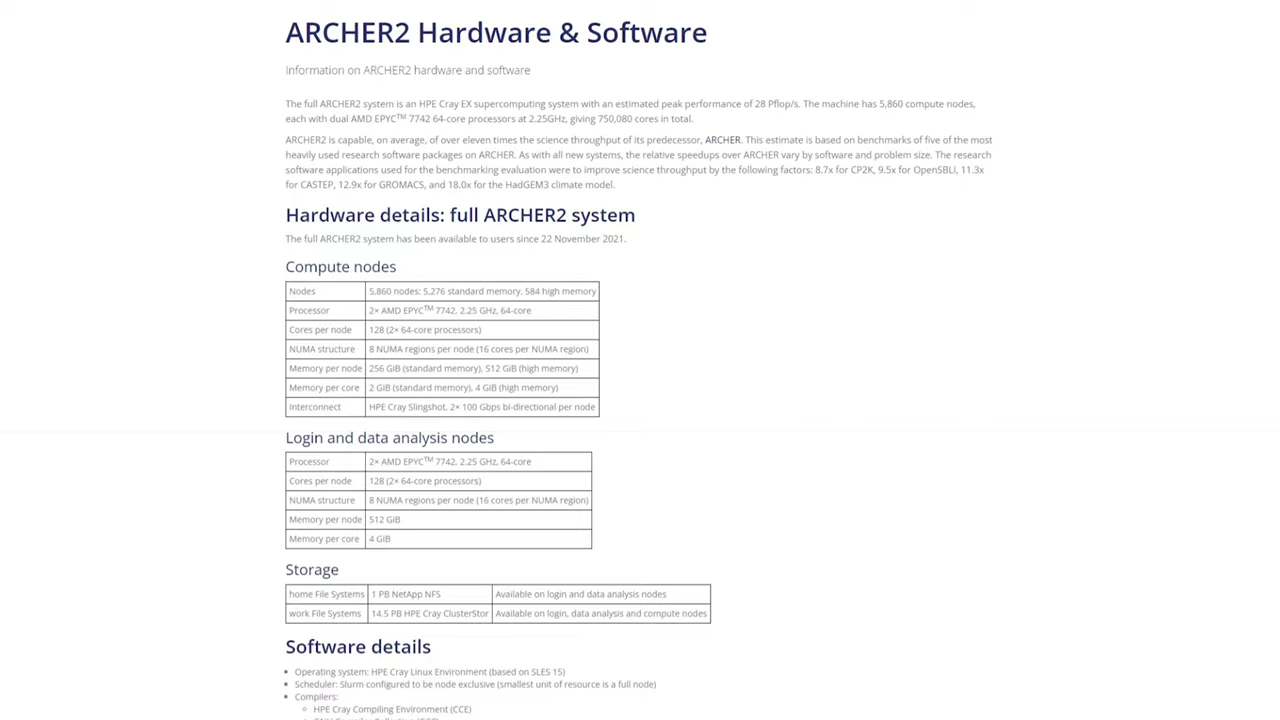 ARCHER2 Hardware & Software
Information on ARCHER2 hardware and software
The full ARCHER2 system is an HPE Cray EX supercomputing system with an estimated peak performance of 28 Pflop/s. The machine has 5,860 compute nodes,
each with dual AMD EPYC™ 7742 64-core processors at 2.25GHz, giving 750,080 cores in total.
ARCHER2 is capable, on average, of over eleven times the science throughput of its predecessor, ARCHER. This estimate is based on benchmarks of five of the most
heavily used research software packages on ARCHER. As with all new systems, the relative speedups over ARCHER vary by software and problem size. The research
software applications used for the benchmarking evaluation were to improve science throughput by the following factors: 8.7x for CP2K, 9.5x for OpenSBLI, 11.3x
for CASTEP, 12.9x for GROMACS, and 18.0x for the HadGEM3 climate model.
Hardware details: full ARCHER2 system
The full ARCHER2 system has been available to users since 22 November 2021.
Compute nodes
Nodes 5,860 nodes: 5,276 standard memory, 584 high memory
Processor 2× AMD EPYC™ 7742, 2.25 GHz, 64-core
Cores per node 128 (2× 64-core processors)
NUMA structure 8 NUMA regions per node (16 cores per NUMA region)
Memory per node 256 GiB (standard memory), 512 GiB (high memory)
Memory per core 2 GiB (standard memory), 4 GiB (high memory)
Interconnect HPE Cray Slingshot, 2× 100 Gbps bi-directional per node
Login and data analysis nodes
Processor 2× AMD EPYC™ 7742, 2.25 GHz, 64-core
Cores per node 128 (2× 64-core processors)
NUMA structure 8 NUMA regions per node (16 cores per NUMA region)
Memory per node 512 GiB
Memory per core 4 GiB
Storage
home File Systems 1 PB NetApp NFS Available on login and data analysis nodes
work File Systems 14.5 PB HPE Cray ClusterStor Available on login, data analysis and compute nodes
Software details
Operating system: HPE Cray Linux Environment (based on SLES 15)
Scheduler: Slurm configured to be node exclusive (smallest unit of resource is a full node)
Compilers:
HPE Cray Compiling Environment (CCE)